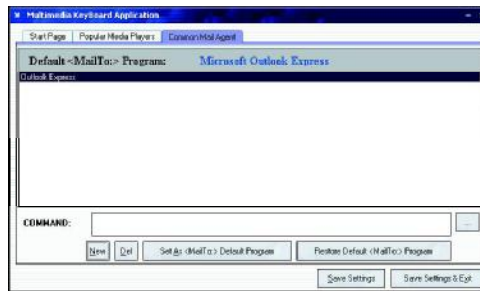 Multimedia Keyboard Application
Start Page Popular Media Players Common Mail Agent
Default <MailTo:> Program: Microsoft Outlook Express
Outlook Express
COMMAND: ...
New Del Set As <MailTo:> Default Program Restore Default <MailTo:> Program
Save Settings Save Settings & Exit